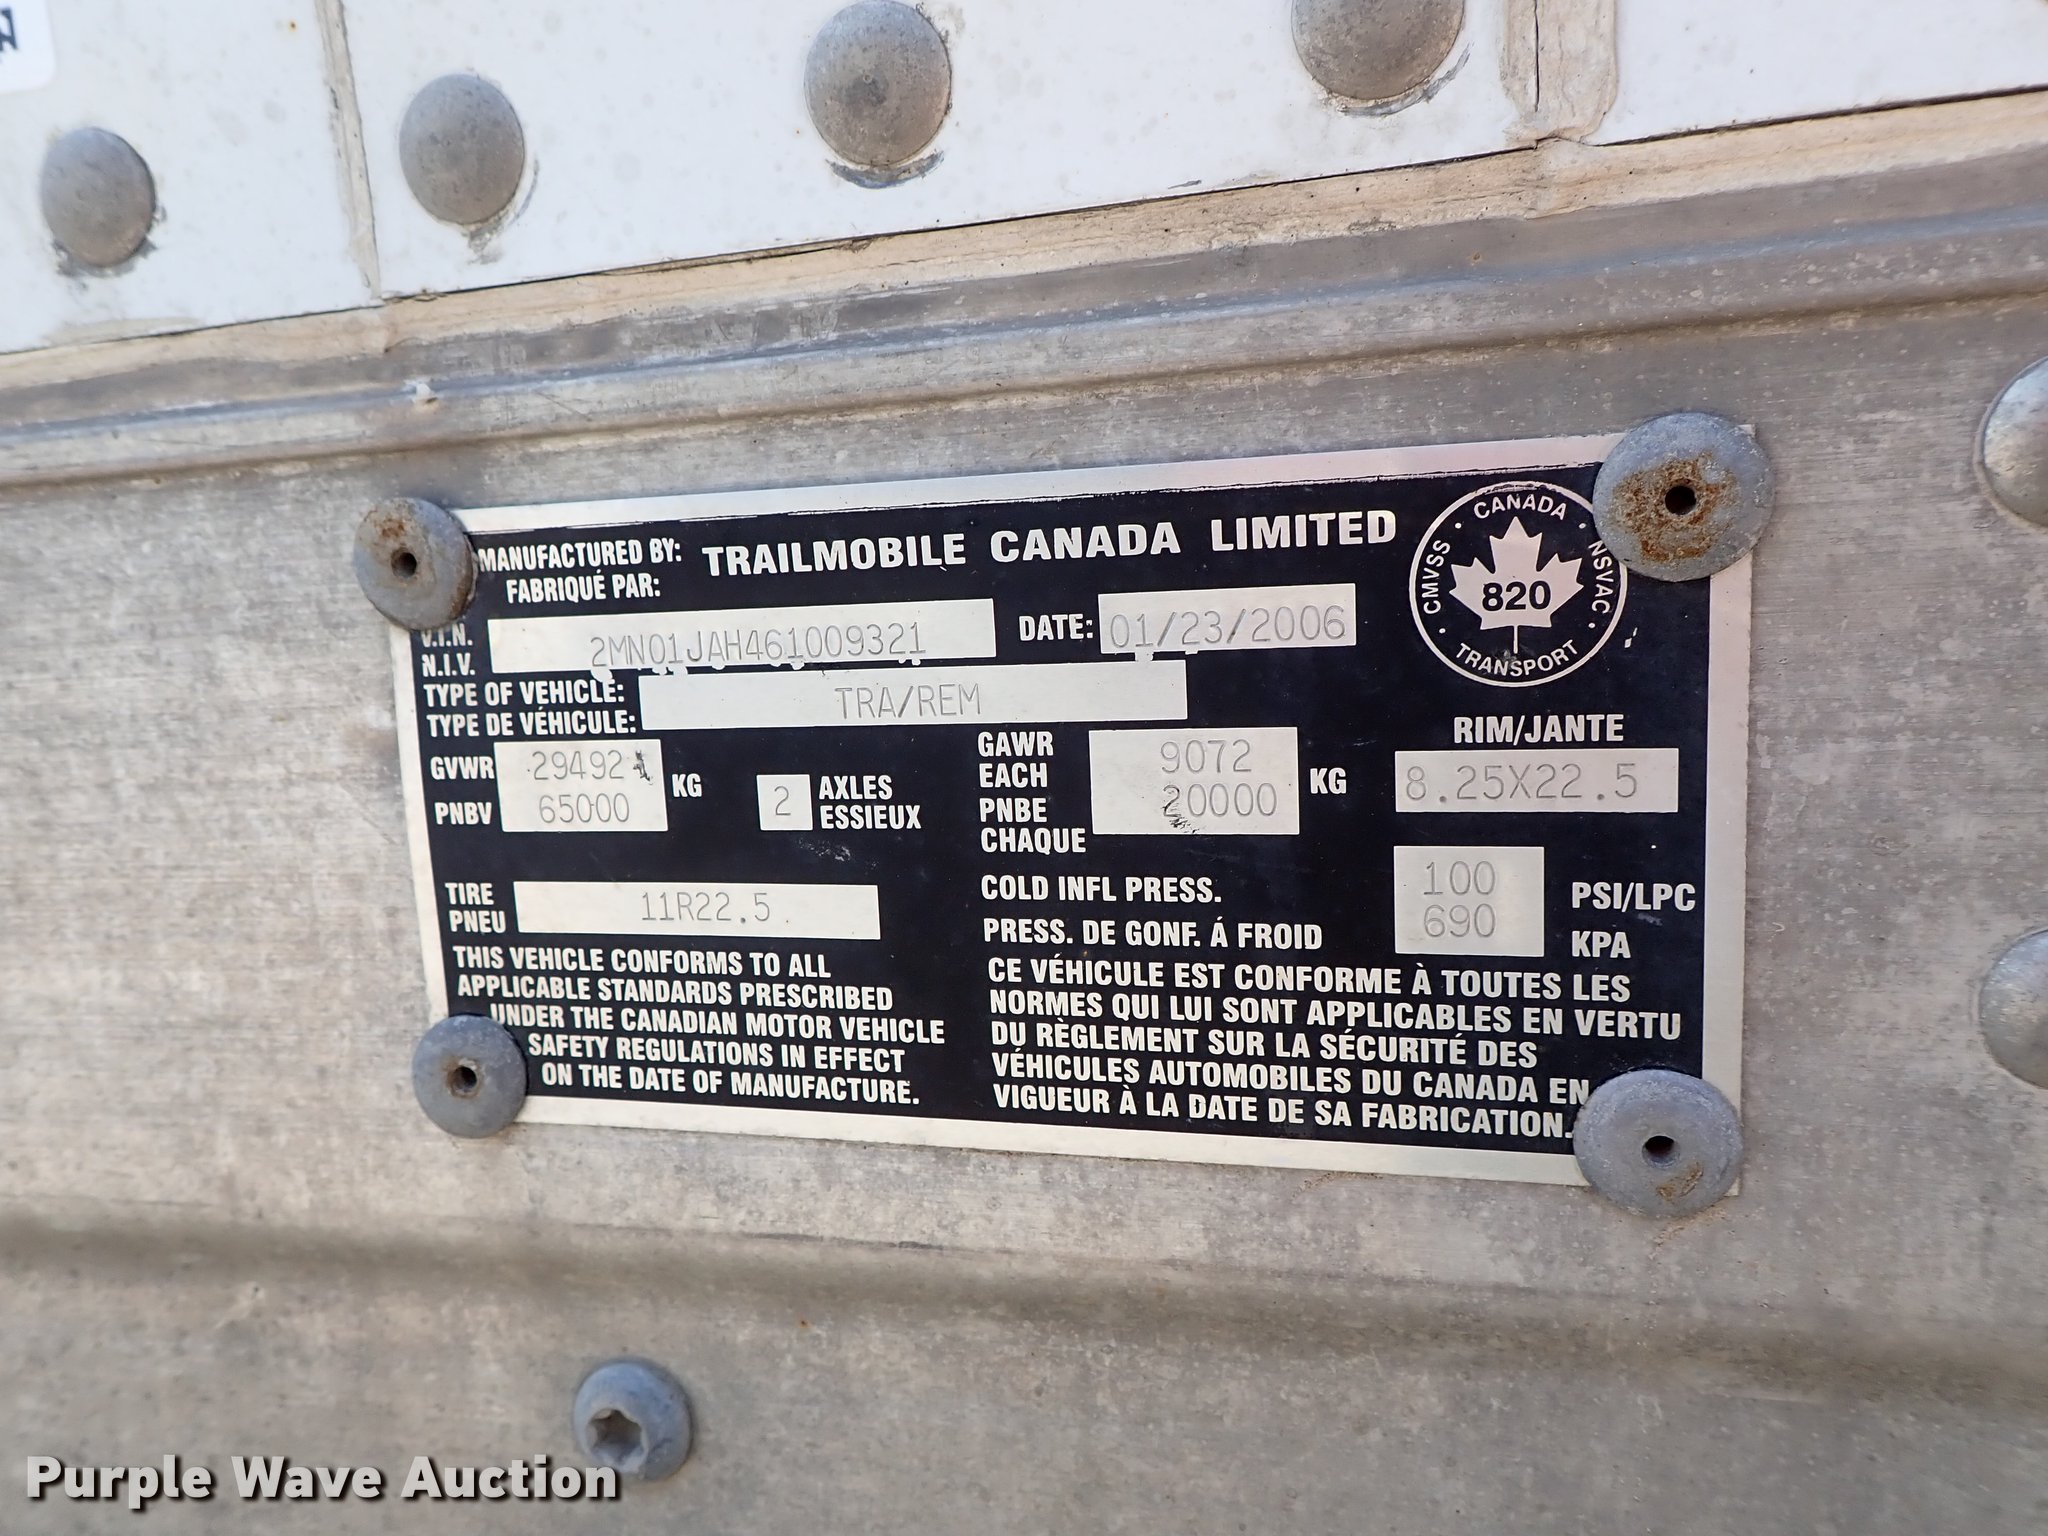 N
MANUFACTURED BY: TRAILMOBILE CANADA LIMITED
FABRIQUÉ PAR:
CANADA · NSVAC · TRANSPORT · CMVSS ·
820
V.I.N. 2MN01JAH461009321 DATE: 01/23/2006
N.I.V.
TYPE OF VEHICLE: TRA/REM
TYPE DE VÉHICULE:
GVWR 29492 KG
PNBV 65000
2 AXLES
ESSIEUX
GAWR 9072
EACH
PNBE 20000 KG
CHAQUE
RIM/JANTE
8.25X22.5
TIRE 11R22.5
PNEU
COLD INFL PRESS. 100 PSI/LPC
PRESS. DE GONF. Á FROID 690 KPA
THIS VEHICLE CONFORMS TO ALL
APPLICABLE STANDARDS PRESCRIBED
UNDER THE CANADIAN MOTOR VEHICLE
SAFETY REGULATIONS IN EFFECT
ON THE DATE OF MANUFACTURE.
CE VÉHICULE EST CONFORME À TOUTES LES
NORMES QUI LUI SONT APPLICABLES EN VERTU
DU RÈGLEMENT SUR LA SÉCURITÉ DES
VÉHICULES AUTOMOBILES DU CANADA EN
VIGUEUR À LA DATE DE SA FABRICATION.
Purple Wave Auction